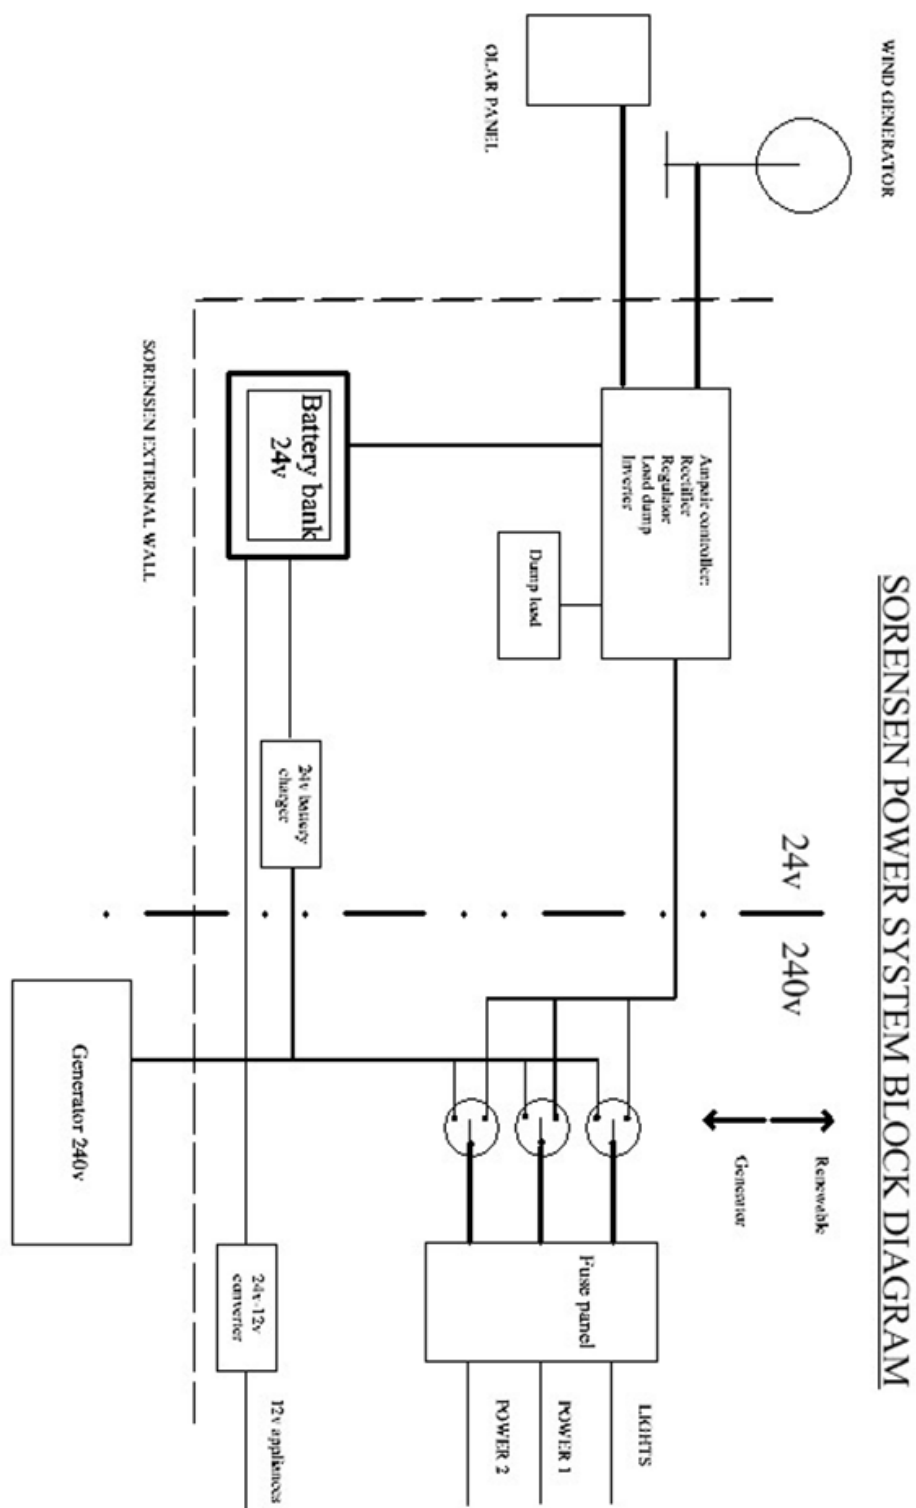 SORENSEN POWER SYSTEM BLOCK DIAGRAM
WIND GENERATOR
OLAR PANEL
24v
240v
Renewable
Generator
Ampair controller:
Rectifier
Regulator
Load dump
Inverter
Dump load
LIGHTS
POWER 1
POWER 2
Fuse panel
Battery bank
24v
24v battery
charger
24v-12v
converter
12v appliances
SORENSEN EXTERNAL WALL
Generator 240v